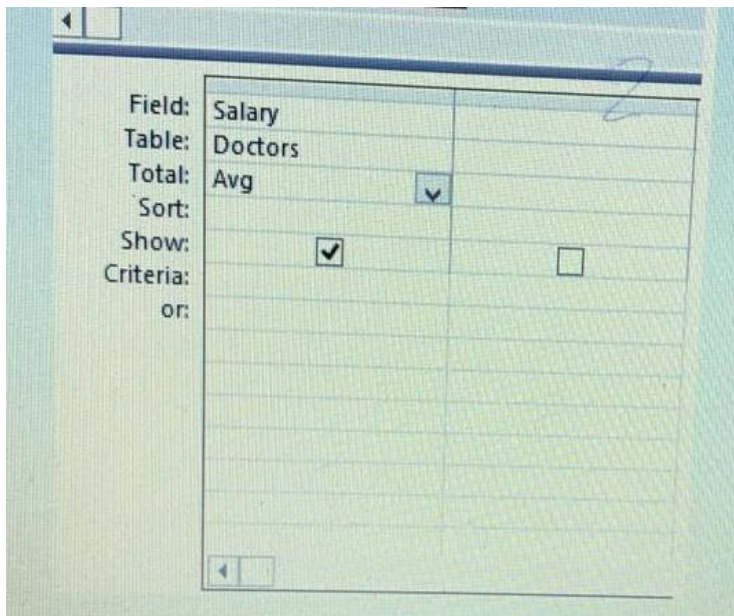 2
Field: Salary
Table: Doctors
Total: Avg
Sort:
Show:
Criteria:
or: